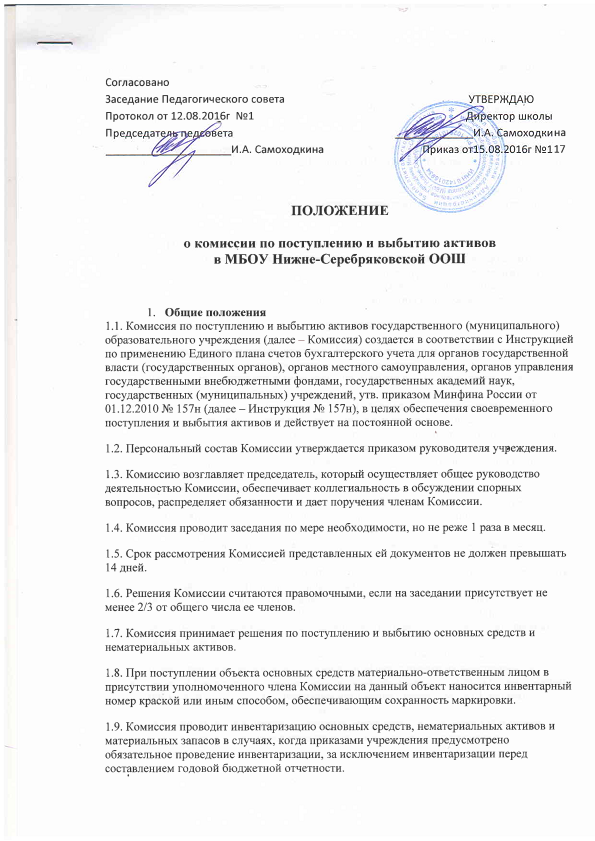 Согласовано
Заседание Педагогического совета УТВЕРЖДАЮ
Протокол от 12.08.2016г №1 Директор школы
Председатель педсовета ____________И.А. Самоходкина
_____________________И.А. Самоходкина Приказ от15.08.2016г №117
ПОЛОЖЕНИЕ
о комиссии по поступлению и выбытию активов
в МБОУ Нижне-Серебряковской ООШ
1. Общие положения
1.1. Комиссия по поступлению и выбытию активов государственного (муниципального)
образовательного учреждения (далее – Комиссия) создается в соответствии с Инструкцией
по применению Единого плана счетов бухгалтерского учета для органов государственной
власти (государственных органов), органов местного самоуправления, органов управления
государственными внебюджетными фондами, государственных академий наук,
государственных (муниципальных) учреждений, утв. приказом Минфина России от
01.12.2010 № 157н (далее – Инструкция № 157н), в целях обеспечения своевременного
поступления и выбытия активов и действует на постоянной основе.
1.2. Персональный состав Комиссии утверждается приказом руководителя учреждения.
1.3. Комиссию возглавляет председатель, который осуществляет общее руководство
деятельностью Комиссии, обеспечивает коллегиальность в обсуждении спорных
вопросов, распределяет обязанности и дает поручения членам Комиссии.
1.4. Комиссия проводит заседания по мере необходимости, но не реже 1 раза в месяц.
1.5. Срок рассмотрения Комиссией представленных ей документов не должен превышать
14 дней.
1.6. Решения Комиссии считаются правомочными, если на заседании присутствует не
менее 2/3 от общего числа ее членов.
1.7. Комиссия принимает решения по поступлению и выбытию основных средств и
нематериальных активов.
1.8. При поступлении объекта основных средств материально-ответственным лицом в
присутствии уполномоченного члена Комиссии на данный объект наносится инвентарный
номер краской или иным способом, обеспечивающим сохранность маркировки.
1.9. Комиссия проводит инвентаризацию основных средств, нематериальных активов и
материальных запасов в случаях, когда приказами учреждения предусмотрено
обязательное проведение инвентаризации, за исключением инвентаризации перед
составлением годовой бюджетной отчетности.